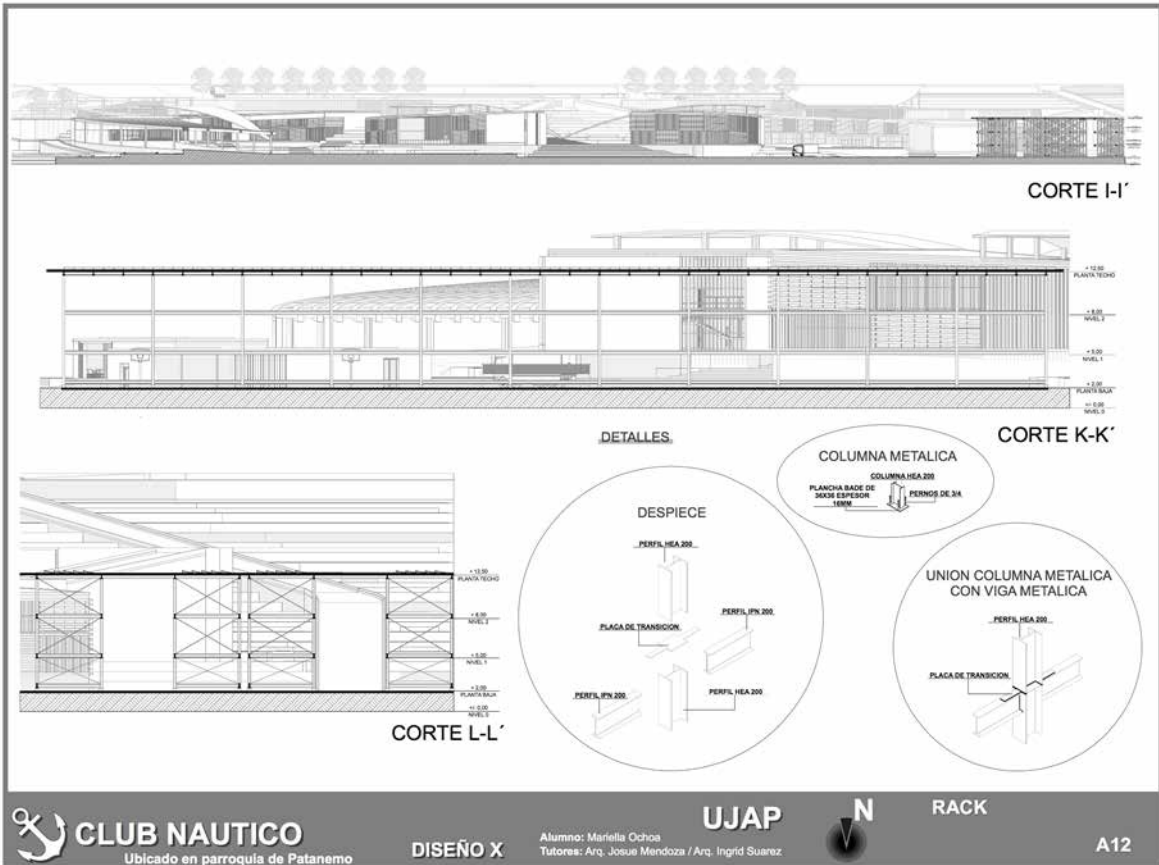 CORTE I-I´
+ 12,50
PLANTA TECHO
+ 8,00
NIVEL 2
+ 5,00
NIVEL 1
+ 2,00
PLANTA BAJA
+/- 0,00
NIVEL 0
CORTE K-K´
DETALLES
COLUMNA METALICA
COLUMNA HEA 200
PLANCHA BADE DE
36X36 ESPESOR
16MM
PERNOS DE 3/4
DESPIECE
PERFIL HEA 200
PLACA DE TRANSICION
PERFIL IPN 200
PERFIL IPN 200
PERFIL HEA 200
UNION COLUMNA METALICA
CON VIGA METALICA
PERFIL HEA 200
PLACA DE TRANSICION
PLANTA TECHO
+ 8,00
NIVEL 2
+ 5,00
NIVEL 1
+ 2,00
PLANTA BAJA
+/- 0,00
NIVEL 0
CORTE L-L´
CLUB NAUTICO
Ubicado en parroquia de Patanemo
DISEÑO X
Alumno: Mariella Ochoa
Tutores: Arq. Josue Mendoza / Arq. Ingrid Suarez
UJAP
N
RACK
A12